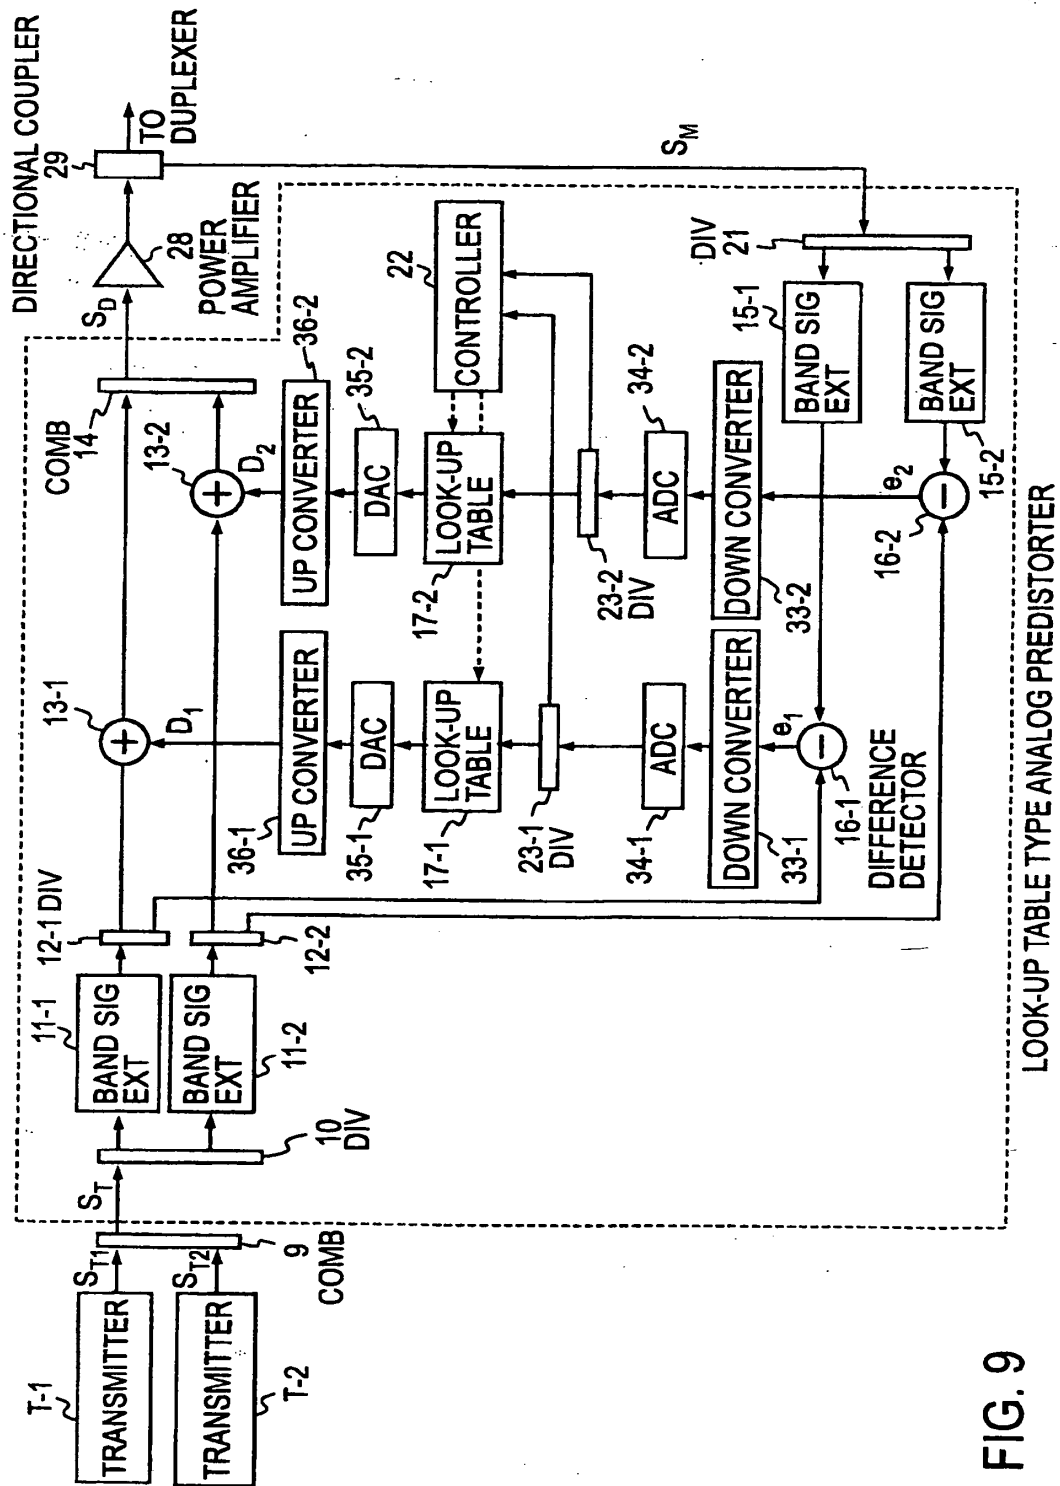 DIRECTIONAL COUPLER
29
TO
DUPLEXER
28
POWER
AMPLIFIER
S_D
S_M
COMB
14
13-1
13-2
D_1
D_2
12-1 DIV
12-2
11-1
BAND SIG
EXT
BAND SIG
EXT
11-2
10
DIV
S_T
9
COMB
S_T1
S_T2
T-1
TRANSMITTER
TRANSMITTER
T-2
36-1
UP CONVERTER
36-2
UP CONVERTER
35-1
DAC
35-2
DAC
17-1
LOOK-UP
TABLE
17-2
LOOK-UP
TABLE
22
CONTROLLER
23-1
DIV
23-2
DIV
34-1
ADC
34-2
ADC
33-1
DOWN CONVERTER
33-2
DOWN CONVERTER
e_1
e_2
16-1
DIFFERENCE
DETECTOR
16-2
DIV
21
15-1
BAND SIG
EXT
BAND SIG
EXT
15-2
LOOK-UP TABLE TYPE ANALOG PREDISTORTER
FIG. 9